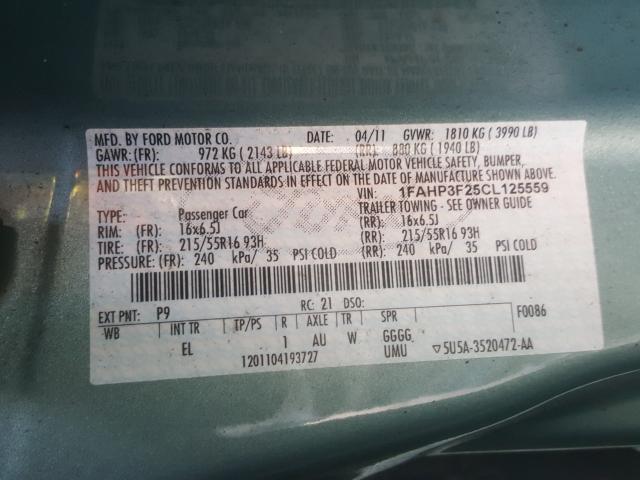 MFD. BY FORD MOTOR CO. DATE: 04/11 GVWR: 1810 KG ( 3990 LB)
GAWR: (FR): 972 KG ( 2143 LB) (RR): 880 KG ( 1940 LB)
THIS VEHICLE CONFORMS TO ALL APPLICABLE FEDERAL MOTOR VEHICLE SAFETY, BUMPER,
AND THEFT PREVENTION STANDARDS IN EFFECT ON THE DATE OF MANUFACTURE SHOWN ABOVE.
VIN: 1FAHP3F25CL125559
TYPE: Passenger Car TRAILER TOWING - SEE OWNER GUIDE
RIM: (FR): 16x6.5J (RR): 16x6.5J
TIRE: (FR): 215/55R16 93H (RR): 215/55R16 93H
PRESSURE: (FR): 240 kPa/ 35 PSI COLD (RR): 240 kPa/ 35 PSI COLD
EXT PNT: P9 RC: 21 DSO: F0086
WB INT TR TP/PS R AXLE TR SPR
EL 1 AU W GGGG
1201104193727 UMU ▽5U5A-3520472-AA